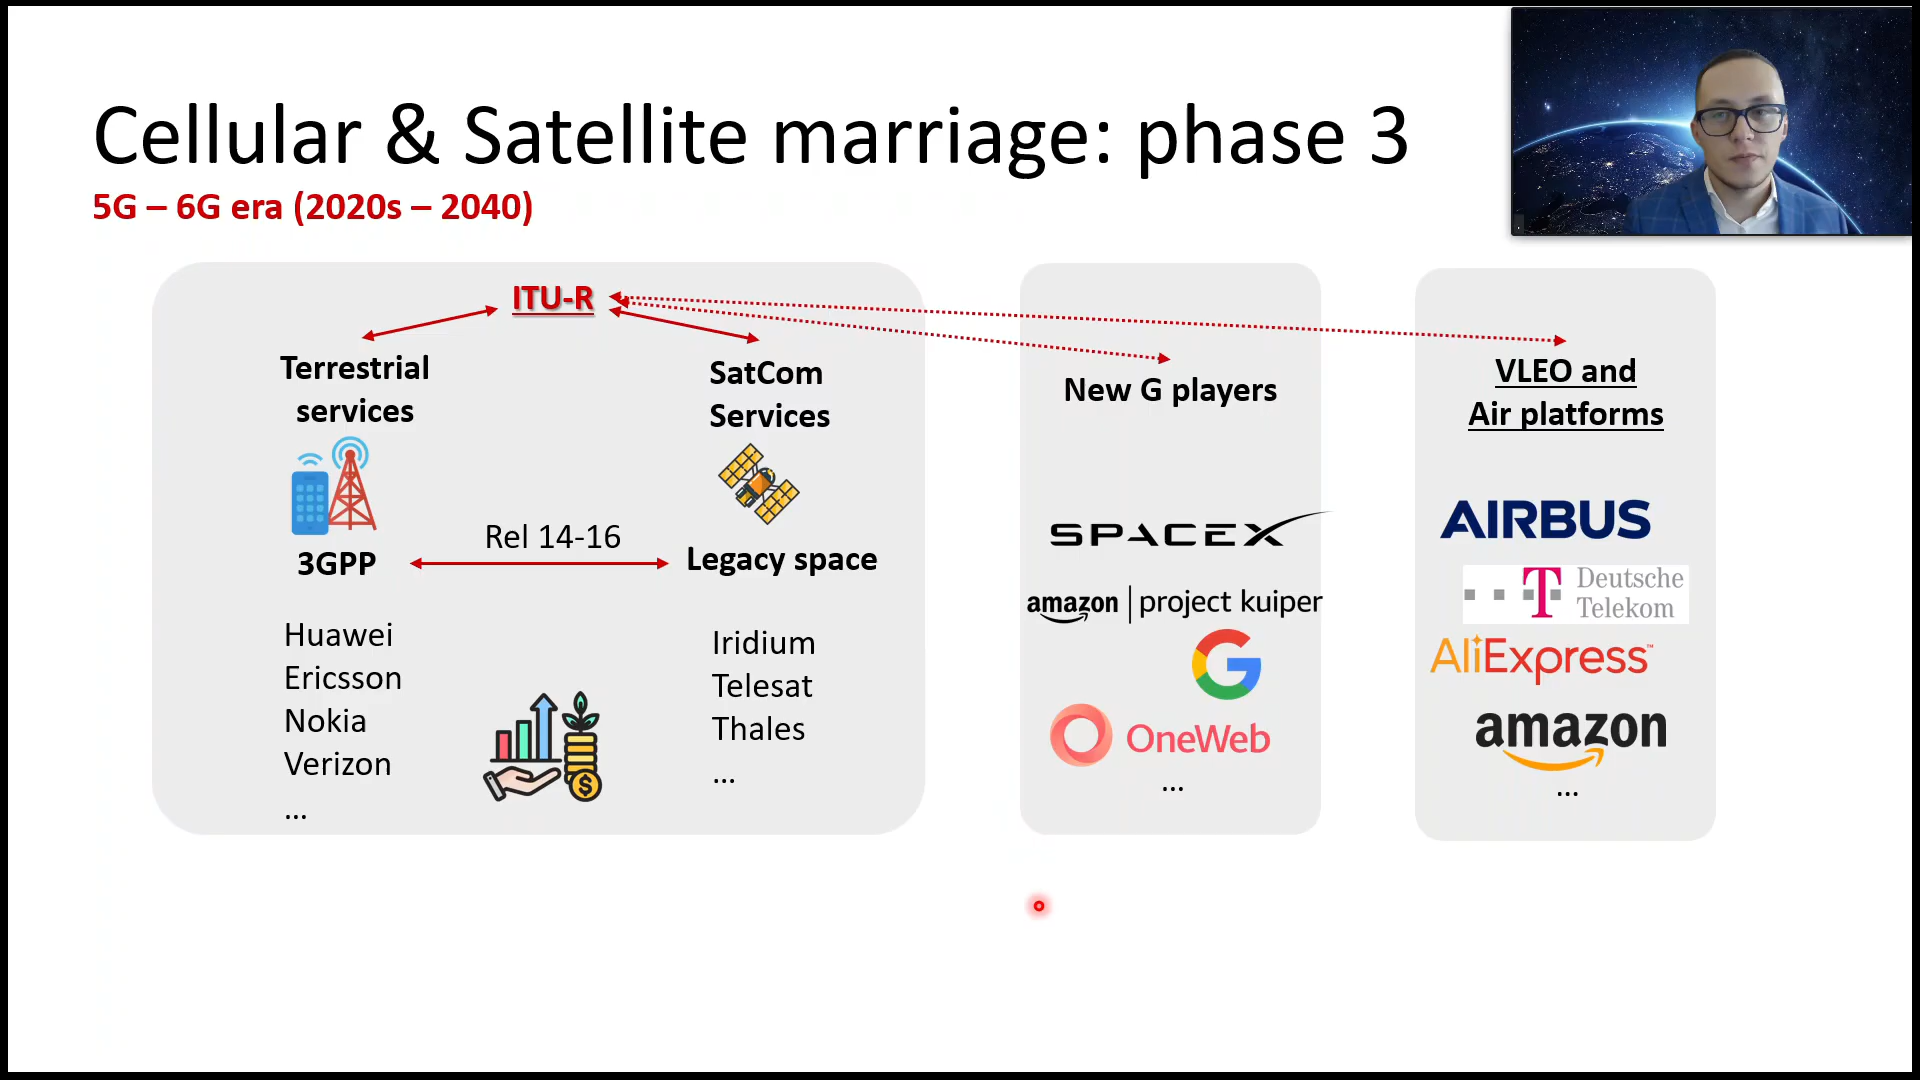 Cellular & Satellite marriage: phase 3
5G – 6G era (2020s – 2040)
ITU-R
Terrestrial
services
SatCom
Services
Rel 14-16
3GPP
Legacy space
Huawei
Ericsson
Nokia
Verizon
...
Iridium
Telesat
Thales
...
New G players
SPACEX
amazon | project kuiper
G
OneWeb
...
VLEO and
Air platforms
AIRBUS
T Deutsche
Telekom
AliExpress™
amazon
...